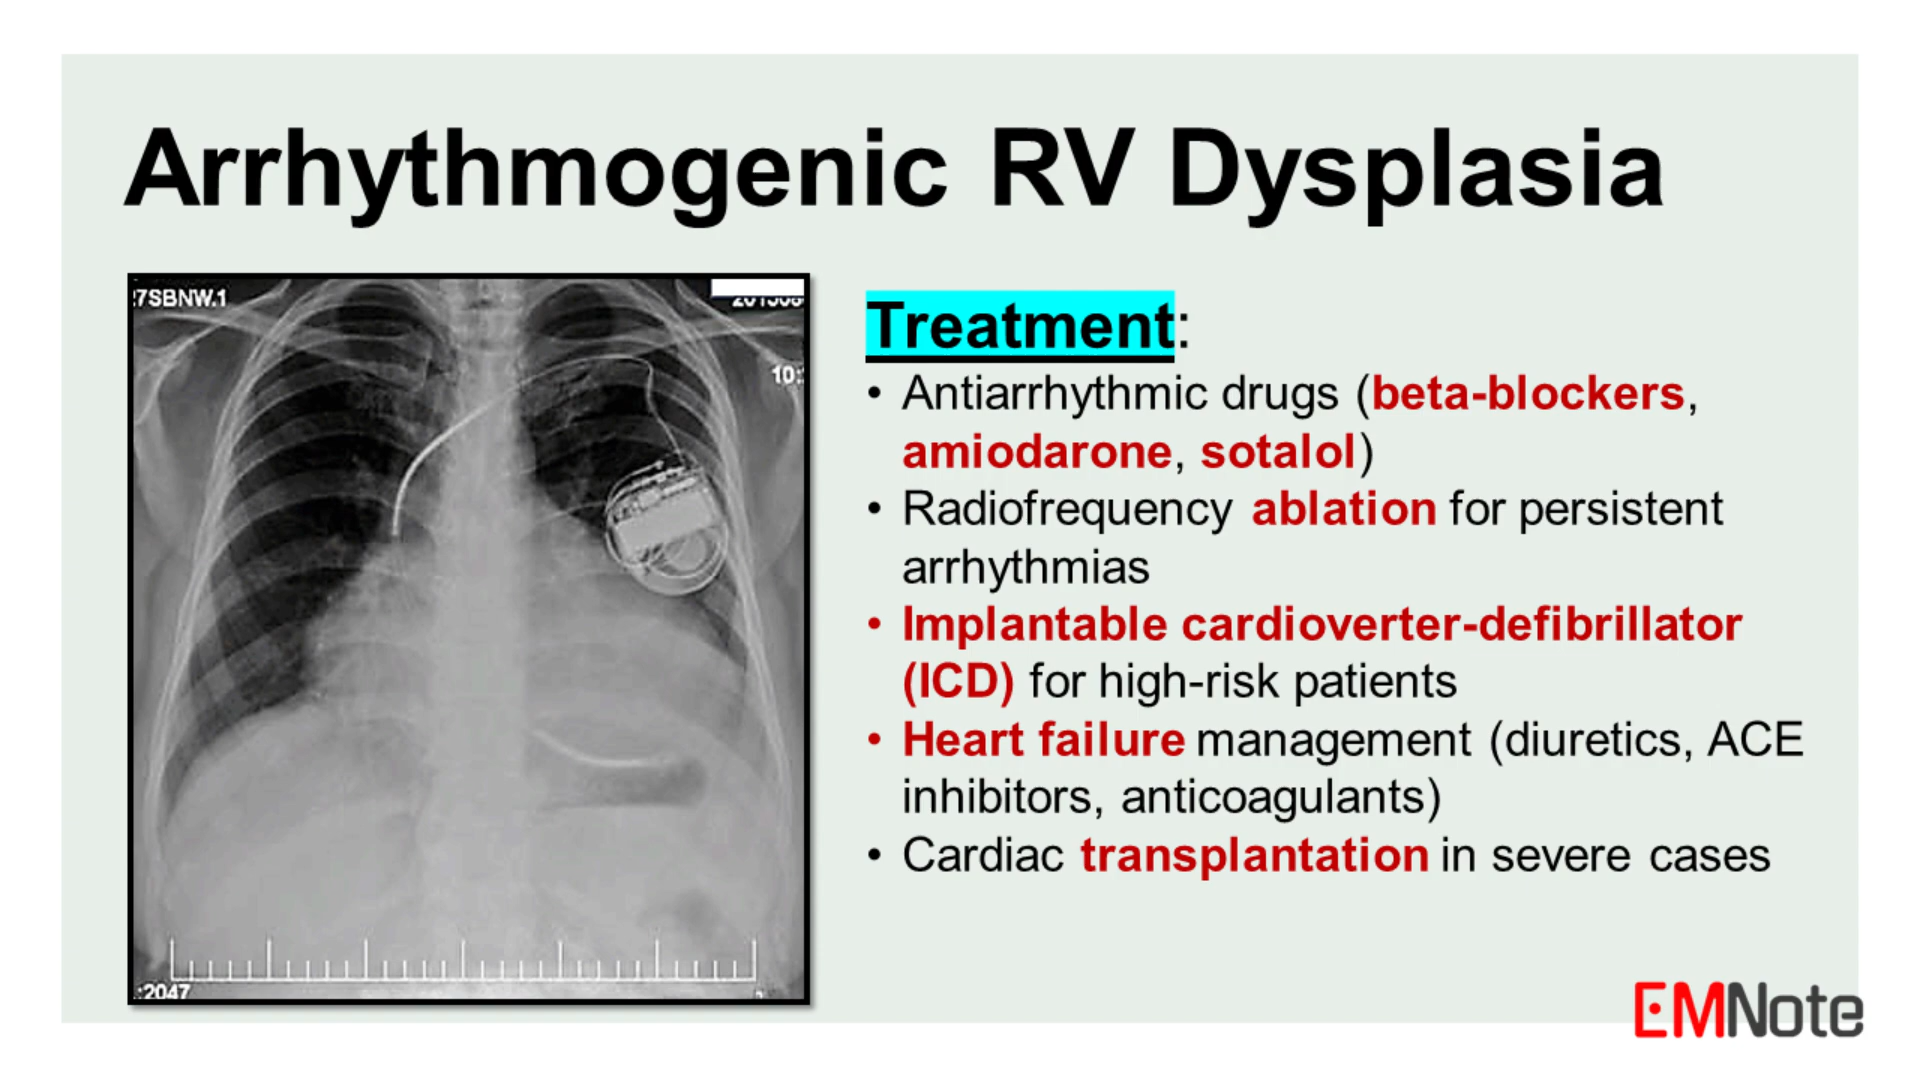 Arrhythmogenic RV Dysplasia
:7SBNW.1
10:
:2047
Treatment:
• Antiarrhythmic drugs (beta-blockers,
amiodarone, sotalol)
• Radiofrequency ablation for persistent
arrhythmias
• Implantable cardioverter-defibrillator
(ICD) for high-risk patients
• Heart failure management (diuretics, ACE
inhibitors, anticoagulants)
• Cardiac transplantation in severe cases
EMNote